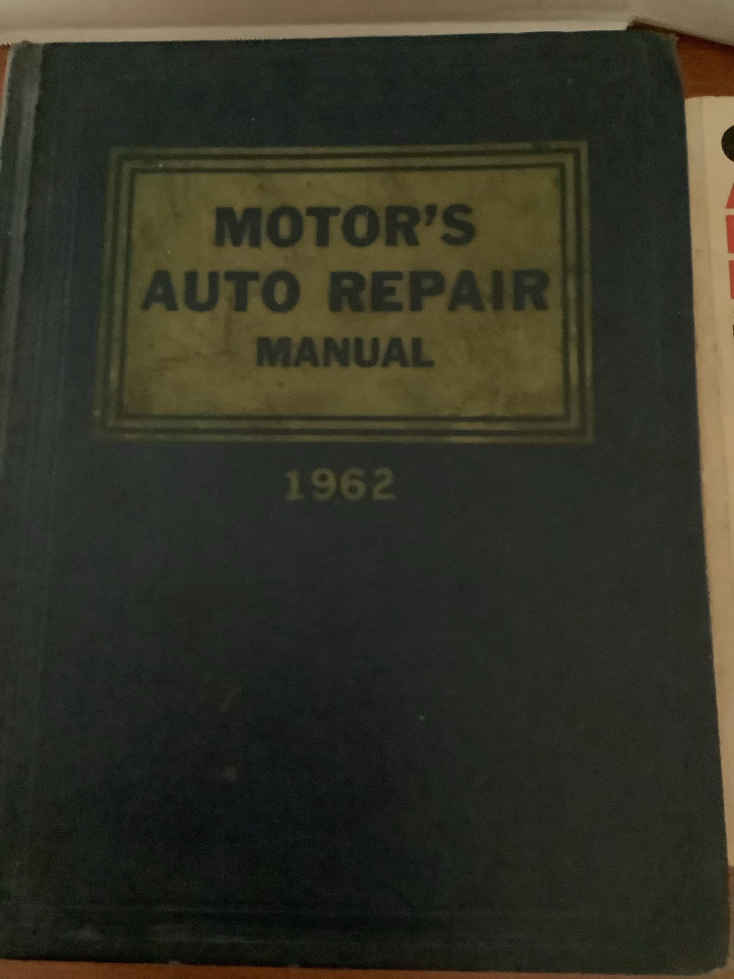 MOTOR'S
AUTO REPAIR
MANUAL
1962